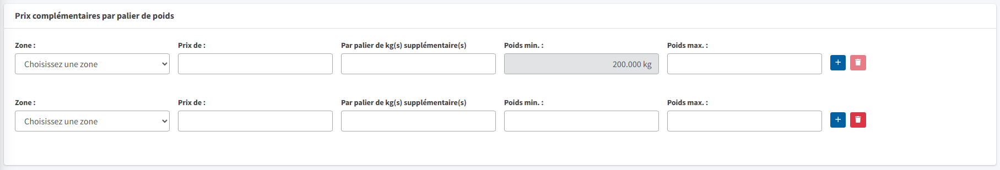 Prix complémentaires par palier de poids
Zone : Prix de : Par palier de kg(s) supplémentaire(s) Poids min. : Poids max. :
Choisissez une zone 200.000 kg +
Zone : Prix de : Par palier de kg(s) supplémentaire(s) Poids min. : Poids max. :
Choisissez une zone +